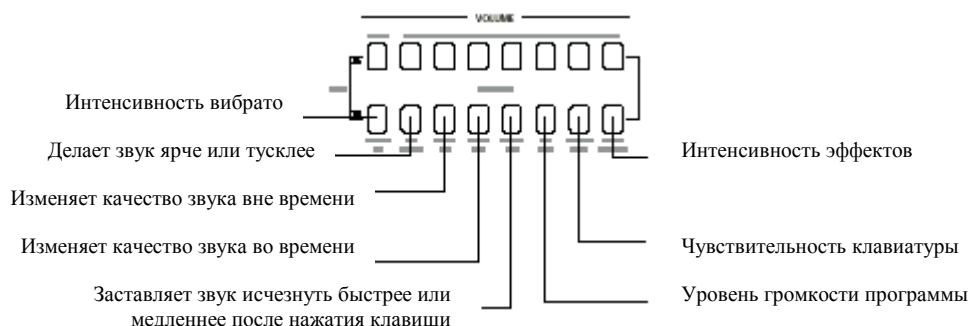 VOLUME
Интенсивность вибрато
Делает звук ярче или тусклее
Изменяет качество звука вне времени
Изменяет качество звука во времени
Заставляет звук исчезнуть быстрее или
медленнее после нажатия клавиши
Интенсивность эффектов
Чувствительность клавиатуры
Уровень громкости программы